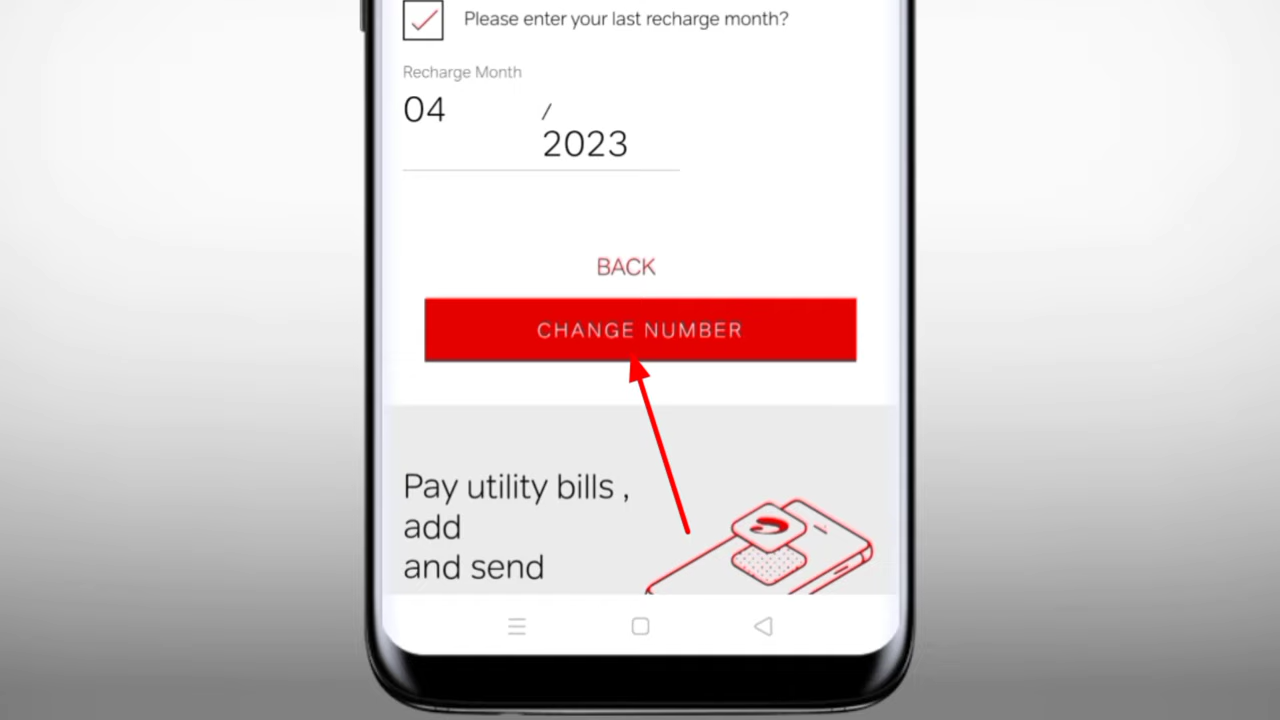 Please enter your last recharge month?
Recharge Month
04 /
2023
BACK
CHANGE NUMBER
Pay utility bills ,
add
and send